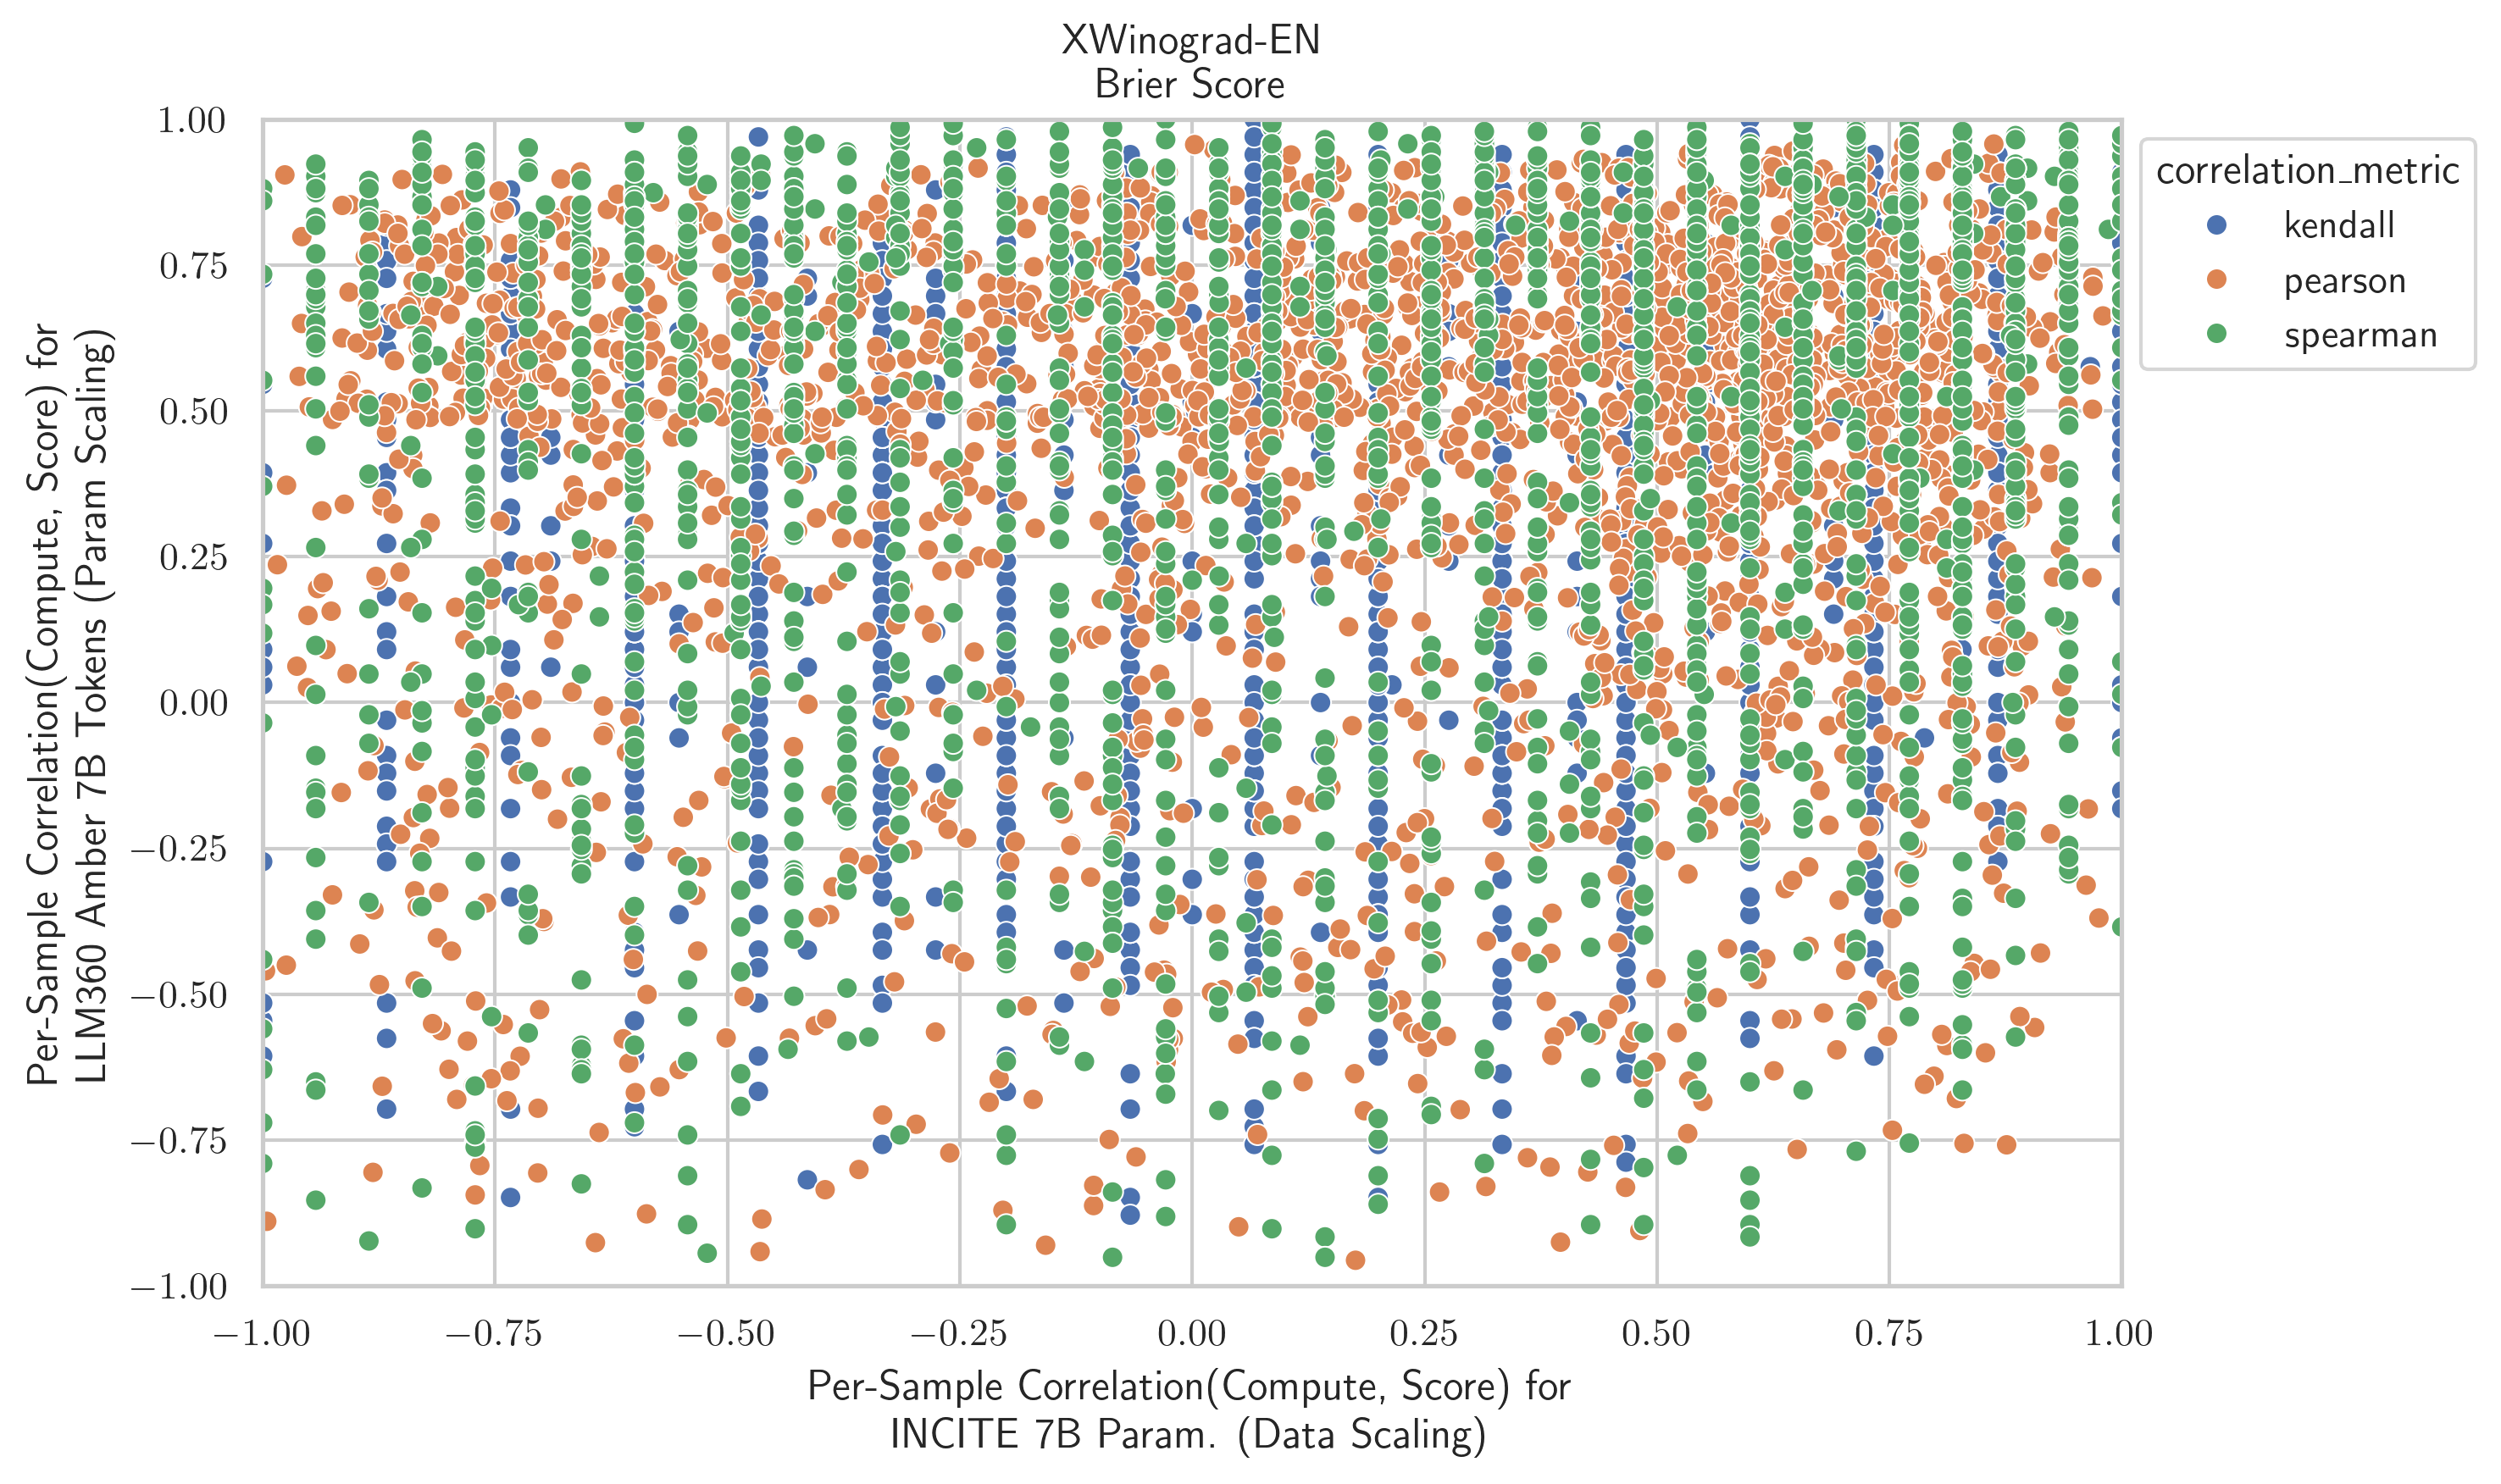 XWinograd-EN
Brier Score
Per-Sample Correlation(Compute, Score) for
LLM360 Amber 7B Tokens (Param Scaling)
1.00
0.75
0.50
0.25
0.00
−0.25
−0.50
−0.75
−1.00
−1.00 −0.75 −0.50 −0.25 0.00 0.25 0.50 0.75 1.00
Per-Sample Correlation(Compute, Score) for
INCITE 7B Param. (Data Scaling)
correlation_metric
kendall
pearson
spearman